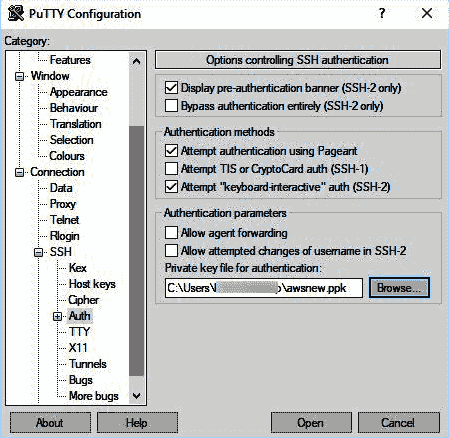 PuTTY Configuration
?
Category:
Features
Window
Appearance
Behaviour
Translation
Selection
Colours
Connection
Data
Proxy
Telnet
Rlogin
SSH
Kex
Host keys
Cipher
Auth
TTY
X11
Tunnels
Bugs
More bugs
Options controlling SSH authentication
Display pre-authentication banner (SSH-2 only)
Bypass authentication entirely (SSH-2 only)
Authentication methods
Attempt authentication using Pageant
Attempt TIS or CryptoCard auth (SSH-1)
Attempt "keyboard-interactive" auth (SSH-2)
Authentication parameters
Allow agent forwarding
Allow attempted changes of username in SSH-2
Private key file for authentication:
C:\Users\ \awsnew.ppk
Browse...
About
Help
Open
Cancel